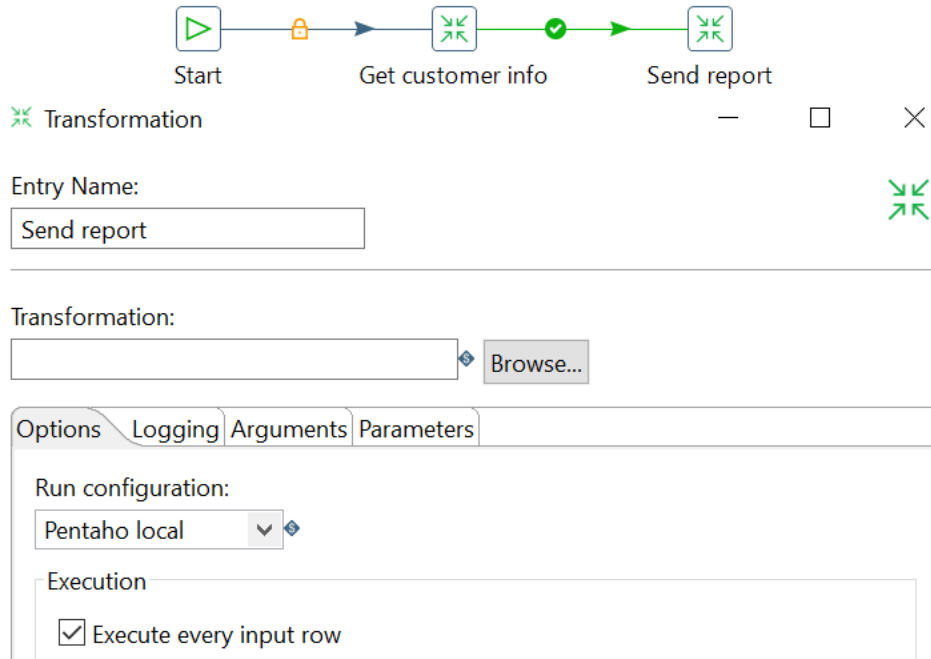 Start Get customer info Send report
Transformation
Entry Name:
Send report
Transformation:
Browse...
Options Logging Arguments Parameters
Run configuration:
Pentaho local
Execution
Execute every input row